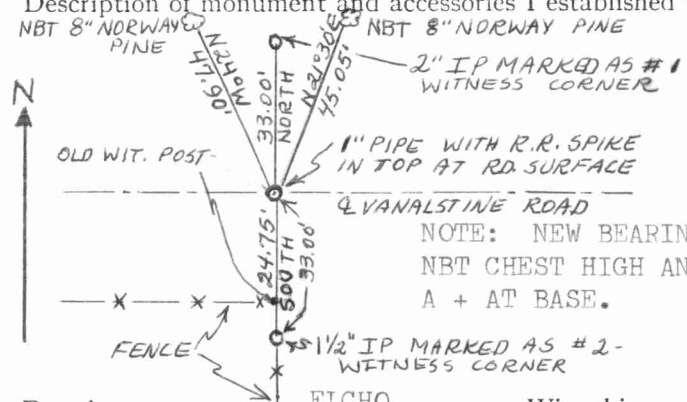 Description of monument and accessories I established
NBT 8" NORWAY PINE
NBT 8" NORWAY PINE
N24°W
47.90'
33.00'
NORTH
N21°30'E
45.05'
2" IP MARKED AS #1
WITNESS CORNER
N
1" PIPE WITH R.R. SPIKE
IN TOP AT RD. SURFACE
OLD WIT. POST
℄ VANALSTINE ROAD
24.75'
SOUTH
33.00'
NOTE: NEW BEARIN
NBT CHEST HIGH AN
A + AT BASE.
FENCE
1½" IP MARKED AS #2-
WITNESS CORNER